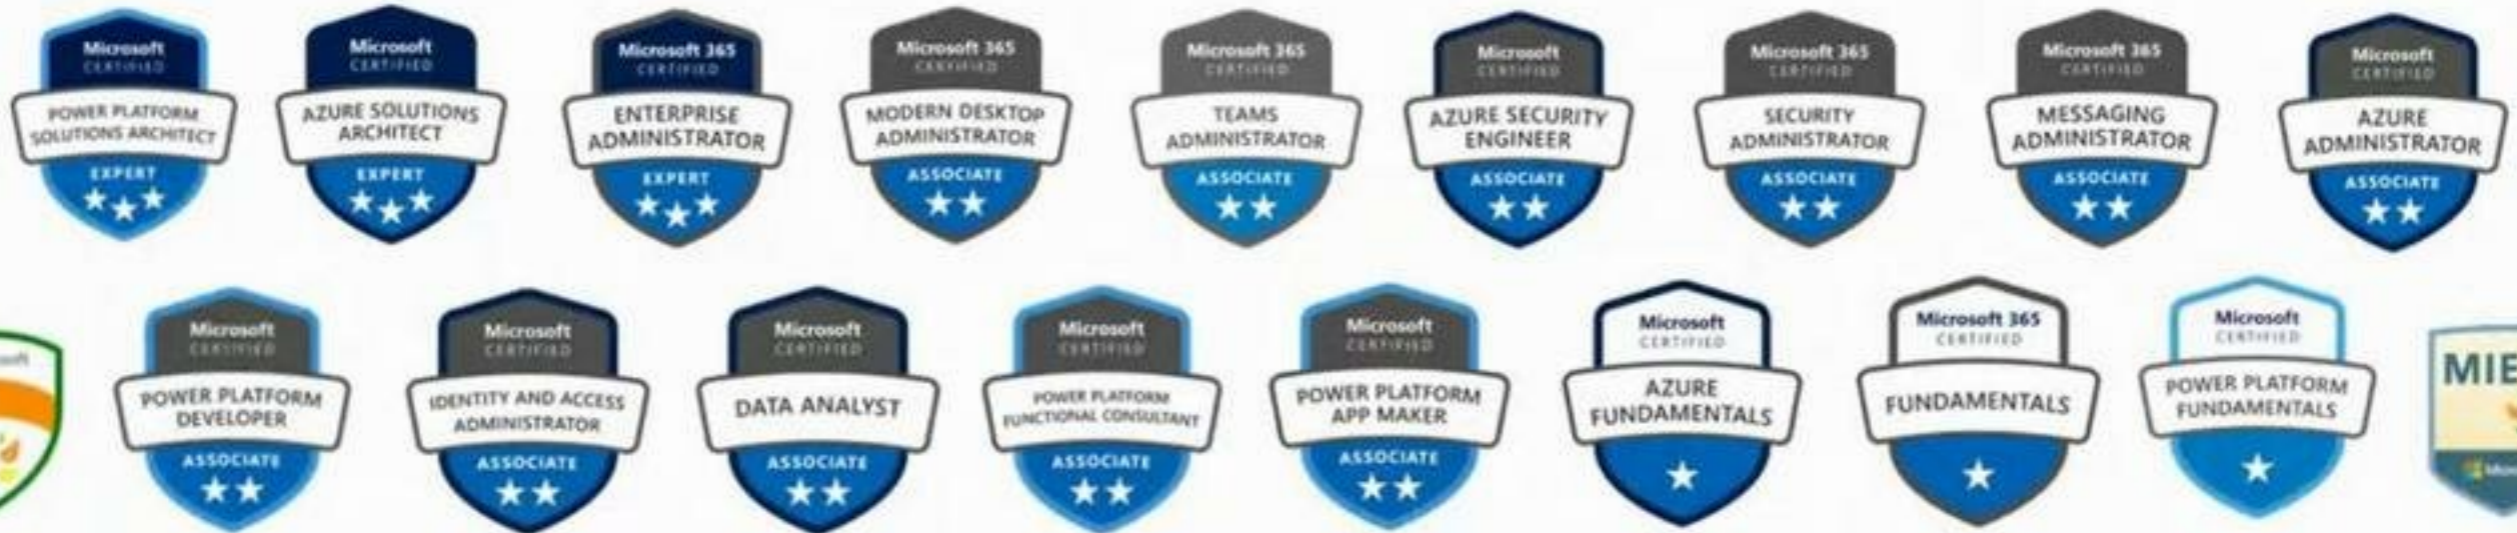 Microsoft
CERTIFIED
POWER PLATFORM
SOLUTIONS ARCHITECT
EXPERT
Microsoft
CERTIFIED
AZURE SOLUTIONS
ARCHITECT
EXPERT
Microsoft 365
CERTIFIED
ENTERPRISE
ADMINISTRATOR
EXPERT
Microsoft 365
CERTIFIED
MODERN DESKTOP
ADMINISTRATOR
ASSOCIATE
Microsoft 365
CERTIFIED
TEAMS
ADMINISTRATOR
ASSOCIATE
Microsoft
CERTIFIED
AZURE SECURITY
ENGINEER
ASSOCIATE
Microsoft 365
CERTIFIED
SECURITY
ADMINISTRATOR
ASSOCIATE
Microsoft 365
CERTIFIED
MESSAGING
ADMINISTRATOR
ASSOCIATE
Microsoft
CERTIFIED
AZURE
ADMINISTRATOR
ASSOCIATE
Microsoft
CERTIFIED
POWER PLATFORM
DEVELOPER
ASSOCIATE
Microsoft
CERTIFIED
IDENTITY AND ACCESS
ADMINISTRATOR
ASSOCIATE
Microsoft
CERTIFIED
DATA ANALYST
ASSOCIATE
Microsoft
CERTIFIED
POWER PLATFORM
FUNCTIONAL CONSULTANT
ASSOCIATE
Microsoft
CERTIFIED
POWER PLATFORM
APP MAKER
ASSOCIATE
Microsoft
CERTIFIED
AZURE
FUNDAMENTALS
Microsoft 365
CERTIFIED
FUNDAMENTALS
Microsoft
CERTIFIED
POWER PLATFORM
FUNDAMENTALS
MIE